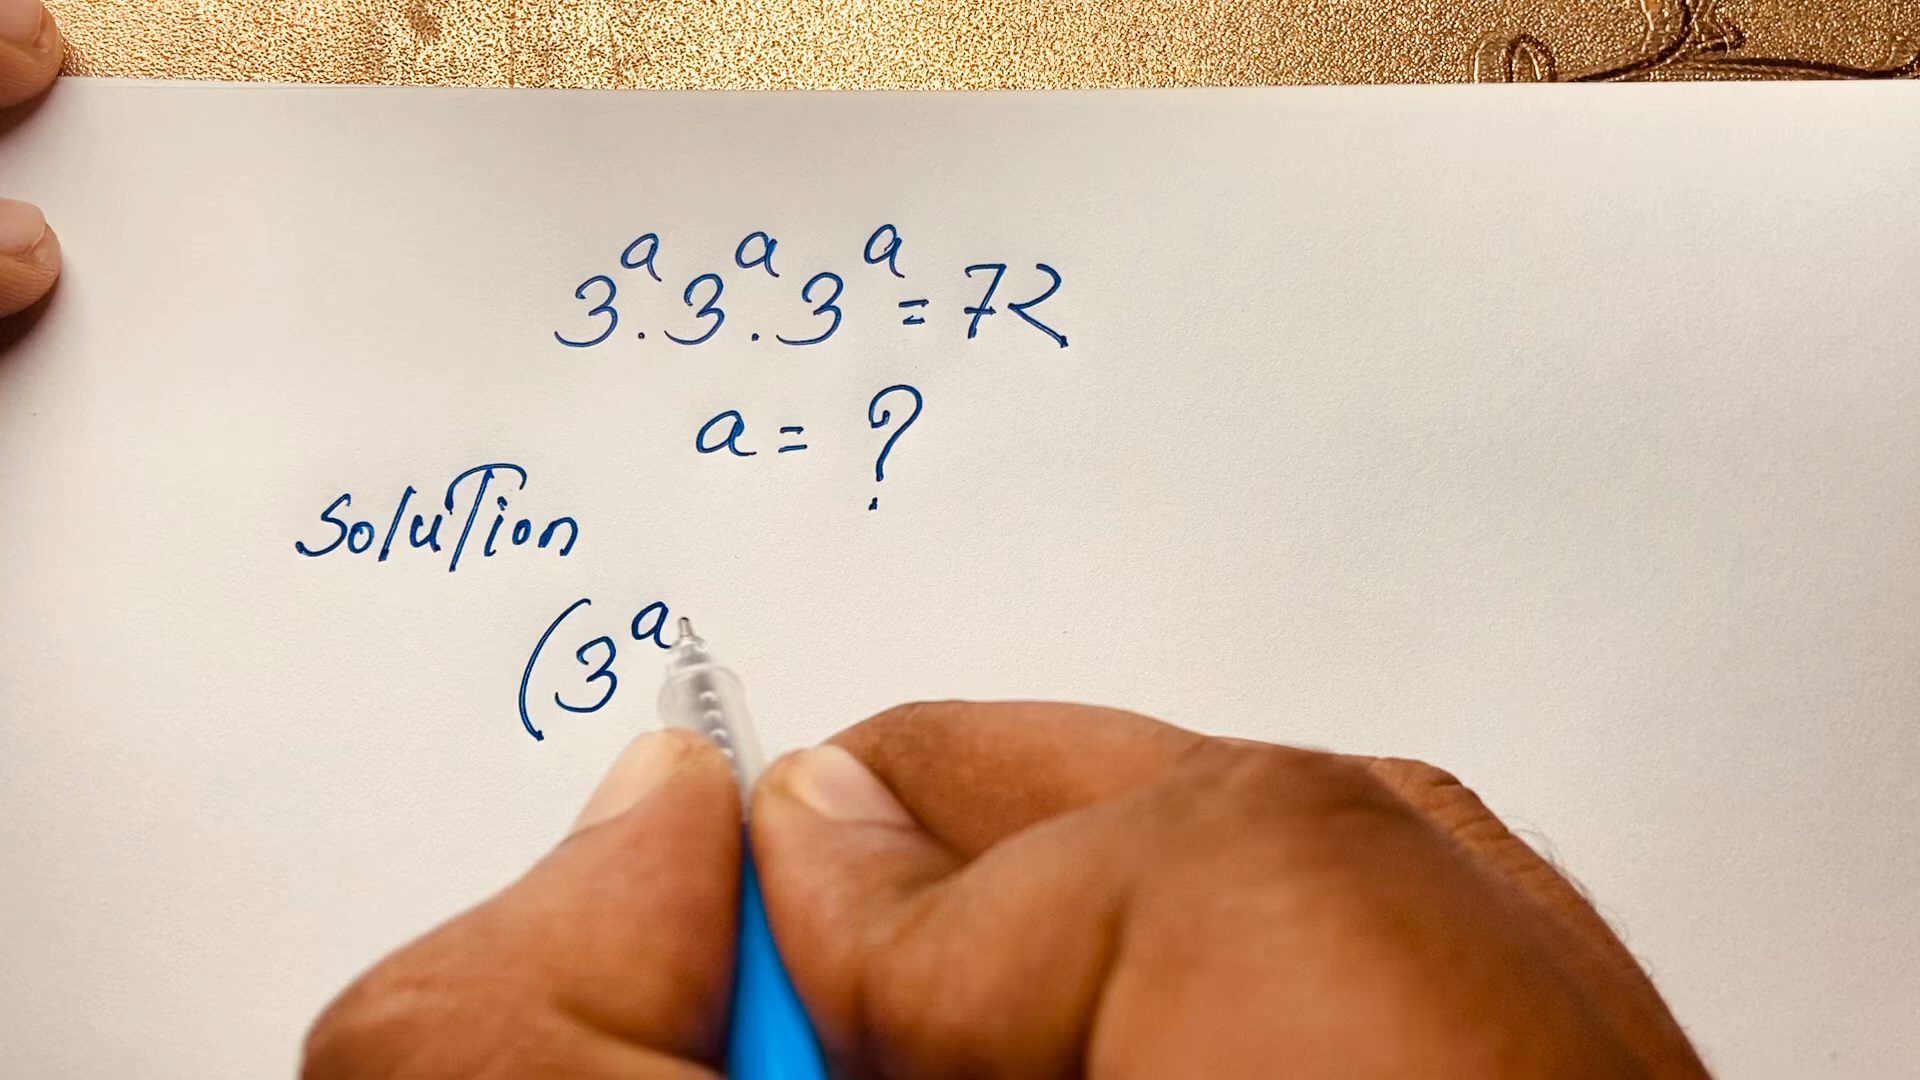 3^a . 3^a . 3^a = 72
a = ?
Solution
(3^a